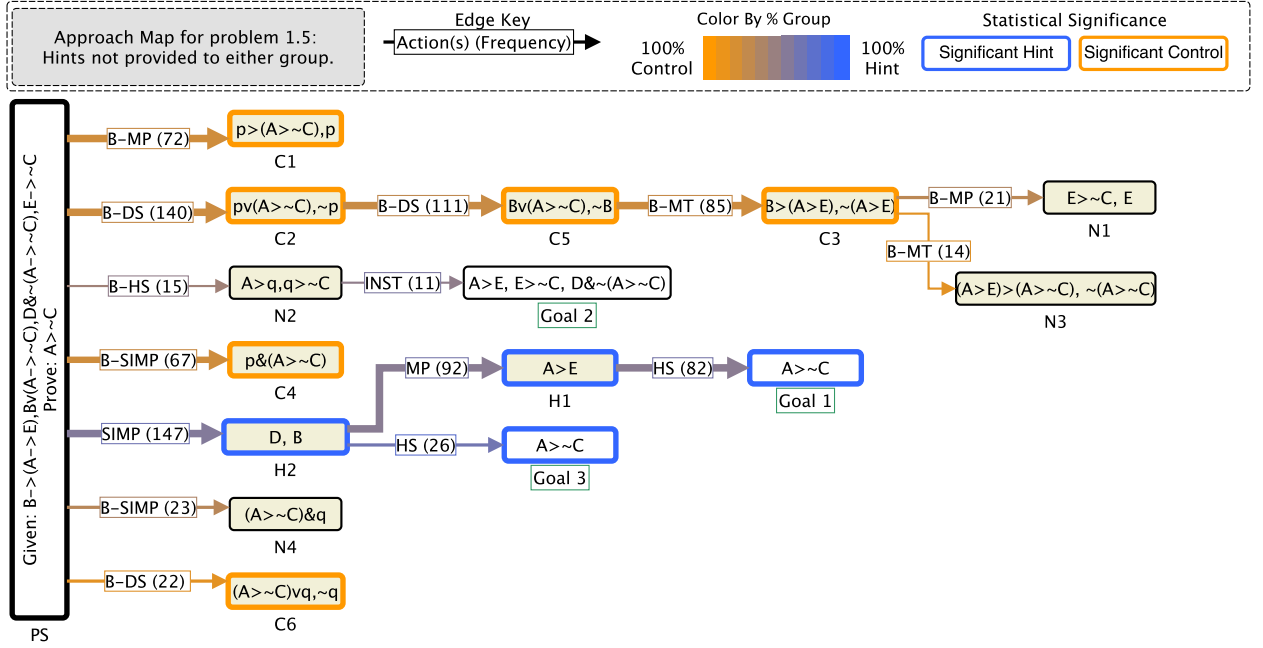 Approach Map for problem 1.5:
Hints not provided to either group.
Edge Key
Action(s) (Frequency)
Color By % Group
100%
Control
100%
Hint
Statistical Significance
Significant Hint
Significant Control
Given: B->(A->E),Bv(A->~C),D&~(A->~C),E->~C
Prove: A>~C
PS
B-MP (72)
p>(A>~C),p
C1
B-DS (140)
pv(A>~C),~p
C2
B-DS (111)
Bv(A>~C),~B
C5
B-MT (85)
B>(A>E),~(A>E)
C3
B-MP (21)
E>~C, E
N1
B-MT (14)
(A>E)>(A>~C), ~(A>~C)
N3
B-HS (15)
A>q,q>~C
N2
INST (11)
A>E, E>~C, D&~(A>~C)
Goal 2
B-SIMP (67)
p&(A>~C)
C4
SIMP (147)
D, B
H2
MP (92)
A>E
H1
HS (82)
A>~C
Goal 1
HS (26)
A>~C
Goal 3
B-SIMP (23)
(A>~C)&q
N4
B-DS (22)
(A>~C)vq,~q
C6